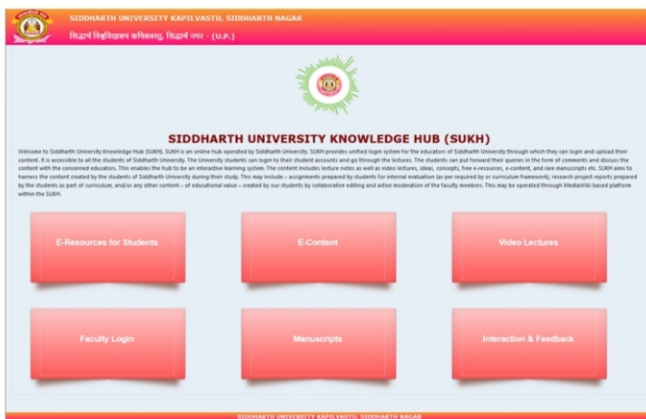 SIDDHARTH UNIVERSITY KAPILVASTU, SIDDHARTH NAGAR
सिद्धार्थ विश्वविद्यालय कपिलवस्तु, सिद्धार्थ नगर - (U.P.)
SIDDHARTH UNIVERSITY KNOWLEDGE HUB (SUKH)
Welcome to Siddharth University Knowledge Hub (SUKH). SUKH is an online hub operated by Siddharth University. SUKH provides unified login system for the educators of Siddharth University through which they can login and upload their
content. It is accessible to all the students of Siddharth University. The University students can login to their student accounts and go through the lectures. The students can put forward their queries in the form of comments and discuss the
content with the concerned educators. This enables the hub to be an interactive learning system. The content includes lecture notes as well as video lectures, ideas, concepts, free e-resources, e-content, and rare manuscripts etc. SUKH aims to
harness the content created by the students of Siddharth University during their study. This may include – assignments prepared by students for internal evaluation (as per required by or curriculum framework), research project reports prepared
by the students as part of curriculum, and/or any other content – of educational value – created by our students by collaborative editing and active moderation of the faculty members. This may be operated through MediaWiki based platform
within the SUKH.
E-Resources for Students
E-Content
Video Lectures
Faculty Login
Manuscripts
Interaction & Feedback
SIDDHARTH UNIVERSITY KAPILVASTU, SIDDHARTH NAGAR